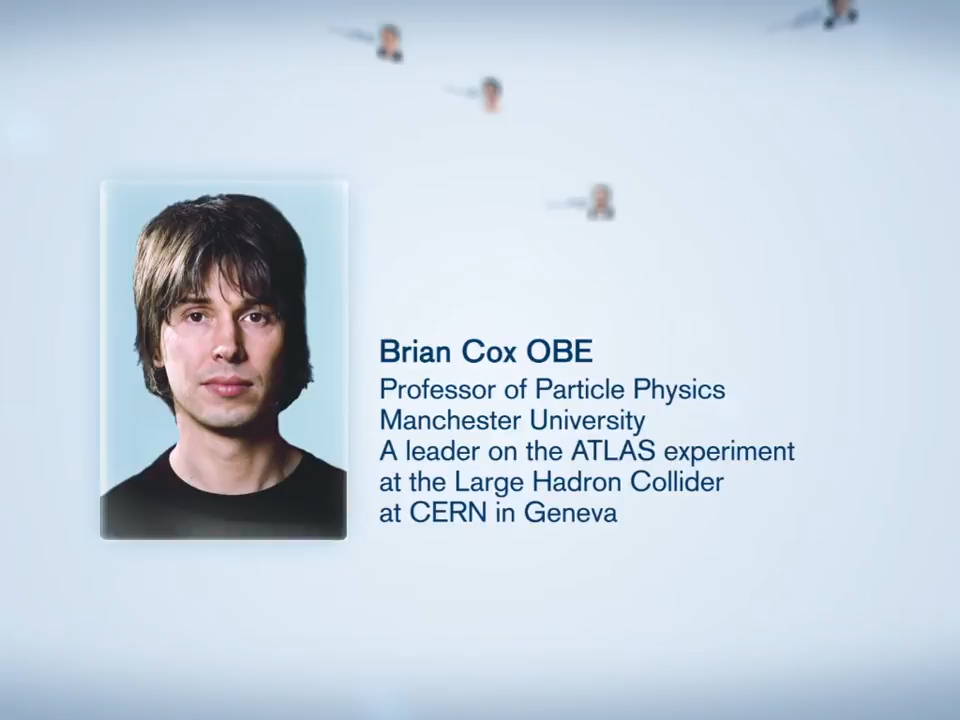 Brian Cox OBE
Professor of Particle Physics
Manchester University
A leader on the ATLAS experiment
at the Large Hadron Collider
at CERN in Geneva